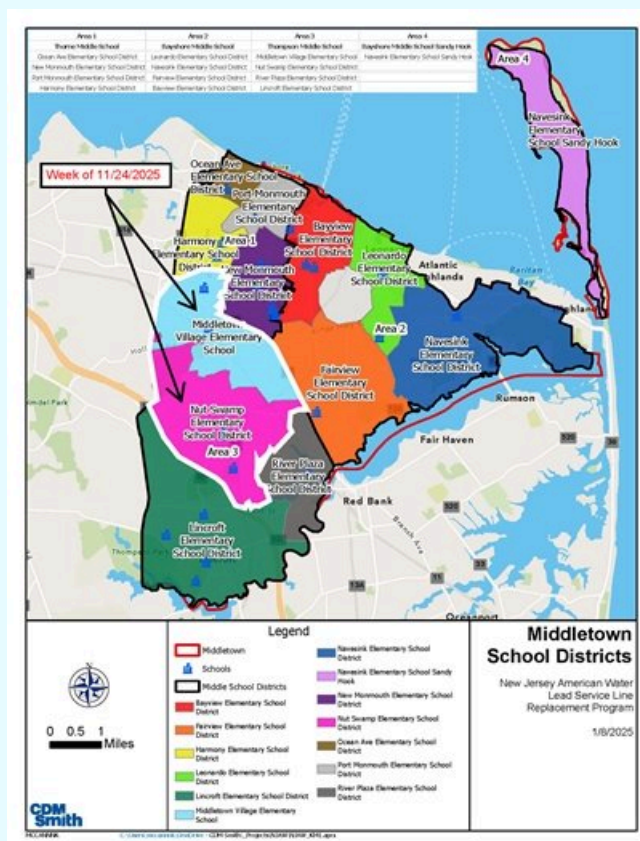 Area 1 Area 2 Area 3 Area 4
Thorne Middle School Bayshore Middle School Thompson Middle School Bayshore Middle School Sandy Hook
Ocean Ave Elementary School District Leonardo Elementary School District Middletown Village Elementary School Navesink Elementary School Sandy Hook
New Monmouth Elementary School District Navesink Elementary School District Nut Swamp Elementary School District
Port Monmouth Elementary School District Fairview Elementary School District River Plaza Elementary School District
Harmony Elementary School District Bayview Elementary School District Lincroft Elementary School District
Area 4
Navesink
Elementary
School Sandy Hook
Week of 11/24/2025
Ocean Ave
Elementary School
District
Port Monmouth
Elementary
School District
Harmony
Elementary School
District
Area 1
New Monmouth
Elementary
School District
Bayview
Elementary
School District
Leonardo
Elementary
School District
Atlantic
Highlands
Raritan
Bay
Area 2
Middletown
Village Elementary
School
Navesink
Elementary
School District
Fairview
Elementary
School District
Nut Swamp
Elementary
School District
Area 3
River Plaza
Elementary
School District
Lincroft
Elementary
School District
Rumson
Fair Haven
Red Bank
Branch Ave
Oceanport
520
36
520
33
11
134
Legend
Middletown
Schools
Middle School Districts
Bayview Elementary School
District
Fairview Elementary School
District
Harmony Elementary School
District
Leonardo Elementary School
District
Lincroft Elementary School District
Middletown Village Elementary
School
Navesink Elementary School
District
Navesink Elementary School Sandy
Hook
New Monmouth Elementary School
District
Nut Swamp Elementary School
District
Ocean Ave Elementary School
District
Port Monmouth Elementary School
District
River Plaza Elementary School
District
0 0.5 1
Miles
Middletown
School Districts
New Jersey American Water
Lead Service Line
Replacement Program
1/8/2025
CDM
Smith
MCCANNNK